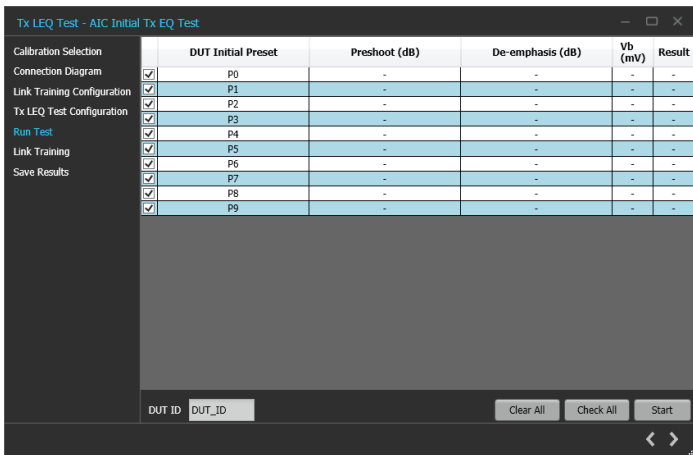 Tx LEQ Test - AIC Initial Tx EQ Test
Calibration Selection
Connection Diagram
Link Training Configuration
Tx LEQ Test Configuration
Run Test
Link Training
Save Results
DUT Initial Preset Preshoot (dB) De-emphasis (dB) Vb (mV) Result
P0 - - - -
P1 - - - -
P2 - - - -
P3 - - - -
P4 - - - -
P5 - - - -
P6 - - - -
P7 - - - -
P8 - - - -
P9 - - - -
DUT ID DUT_ID Clear All Check All Start